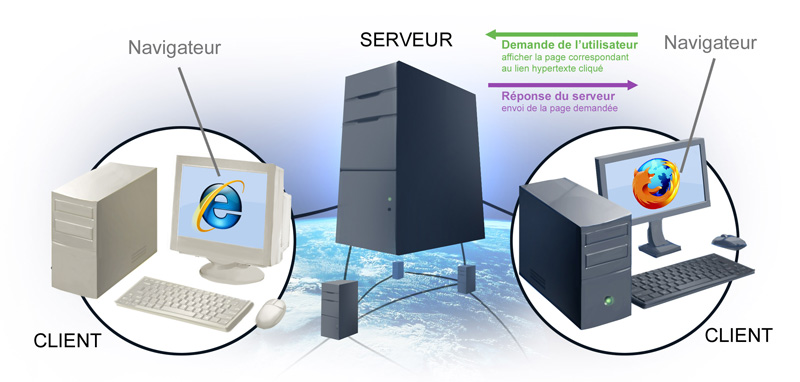 SERVEUR
Navigateur
Demande de l'utilisateur
afficher la page correspondant
au lien hypertexte cliqué
Navigateur
Réponse du serveur
envoi de la page demandée
CLIENT
CLIENT